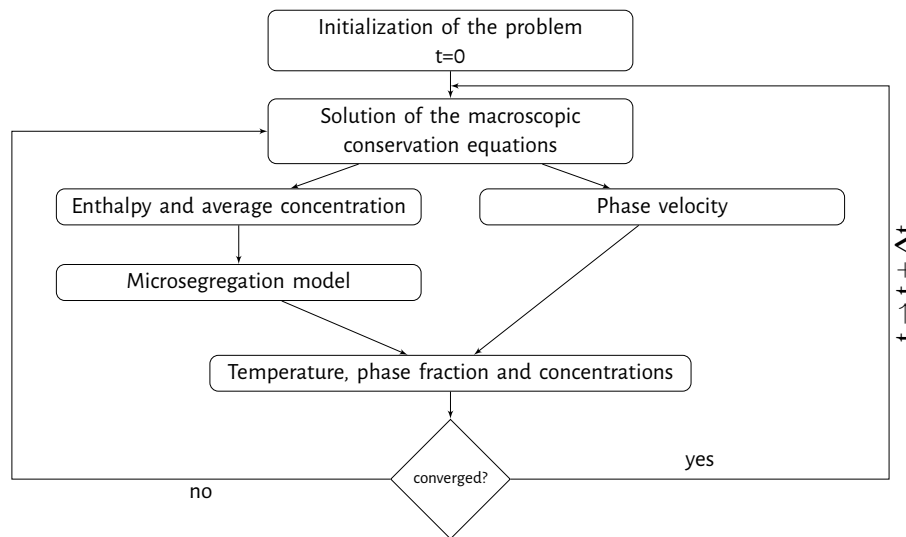 Initialization of the problem
t=0
Solution of the macroscopic
conservation equations
Enthalpy and average concentration
Phase velocity
Microsegregation model
Temperature, phase fraction and concentrations
converged?
no
yes
t ← t + Δt